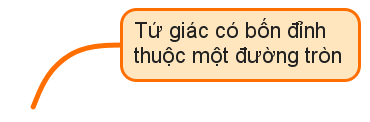 Tứ giác có bốn đỉnh
thuộc một đường tròn